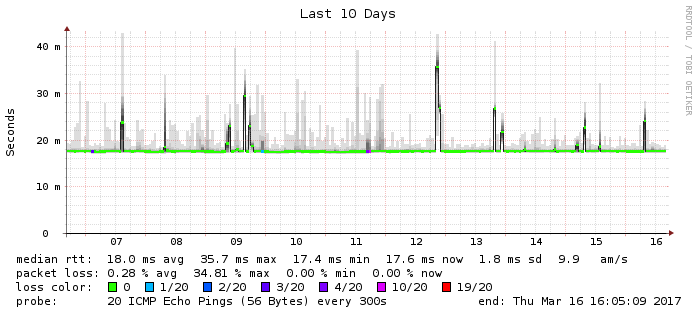 Last 10 Days
RRDTOOL / TOBI OETIKER
Seconds
40 m
30 m
20 m
10 m
0
07 08 09 10 11 12 13 14 15 16
median rtt: 18.0 ms avg 35.7 ms max 17.4 ms min 17.6 ms now 1.8 ms sd 9.9 am/s
packet loss: 0.28 % avg 34.81 % max 0.00 % min 0.00 % now
loss color: 0 1/20 2/20 3/20 4/20 10/20 19/20
probe: 20 ICMP Echo Pings (56 Bytes) every 300s end: Thu Mar 16 16:05:09 2017